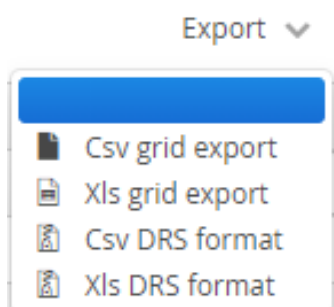 Export
Csv grid export
Xls grid export
Csv DRS format
Xls DRS format